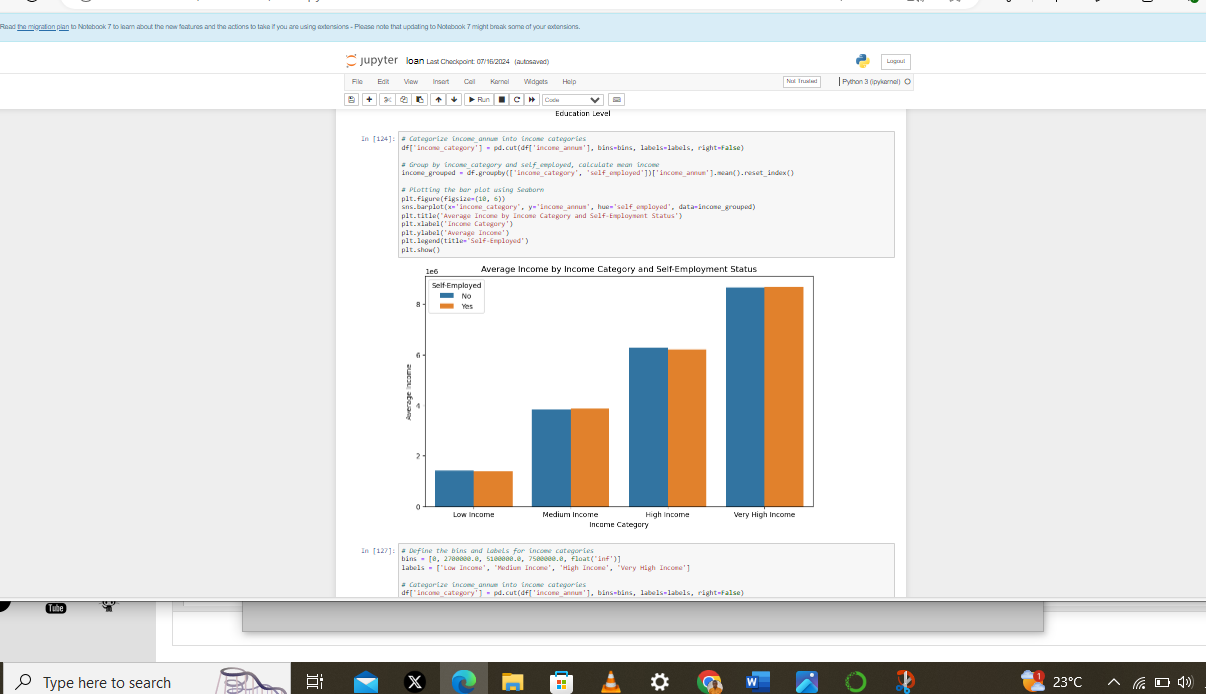 Read the migration plan to Notebook 7 to learn about the new features and the actions to take if you are using extensions - Please note that updating to Notebook 7 might break some of your extensions.
jupyter loan Last Checkpoint: 07/16/2024 (autosaved)
Logout
File Edit View Insert Cell Kernel Widgets Help
Not Trusted
Python 3 (ipykernel)
Run
Code
Education Level
In [124]:
# Categorize income_annum into income categories
df['income_category'] = pd.cut(df['income_annum'], bins=bins, labels=labels, right=False)
# Group by income_category and self_employed, calculate mean income
income_grouped = df.groupby(['income_category', 'self_employed'])['income_annum'].mean().reset_index()
# Plotting the bar plot using Seaborn
plt.figure(figsize=(10, 6))
sns.barplot(x='income_category', y='income_annum', hue='self_employed', data=income_grouped)
plt.title('Average Income by Income Category and Self-Employment Status')
plt.xlabel('Income Category')
plt.ylabel('Average Income')
plt.legend(title='Self-Employed')
plt.show()
1e6
Average Income by Income Category and Self-Employment Status
Self-Employed
No
Yes
8
6
4
2
0
Average Income
Low Income Medium Income High Income Very High Income
Income Category
In [127]:
# Define the bins and labels for income categories
bins = [0, 2700000.0, 5100000.0, 7500000.0, float('inf')]
labels = ['Low Income', 'Medium Income', 'High Income', 'Very High Income']
# Categorize income_annum into income categories
df['income_category'] = pd.cut(df['income_annum'], bins=bins, labels=labels, right=False)
Tube
Type here to search
X
W
1
23°C